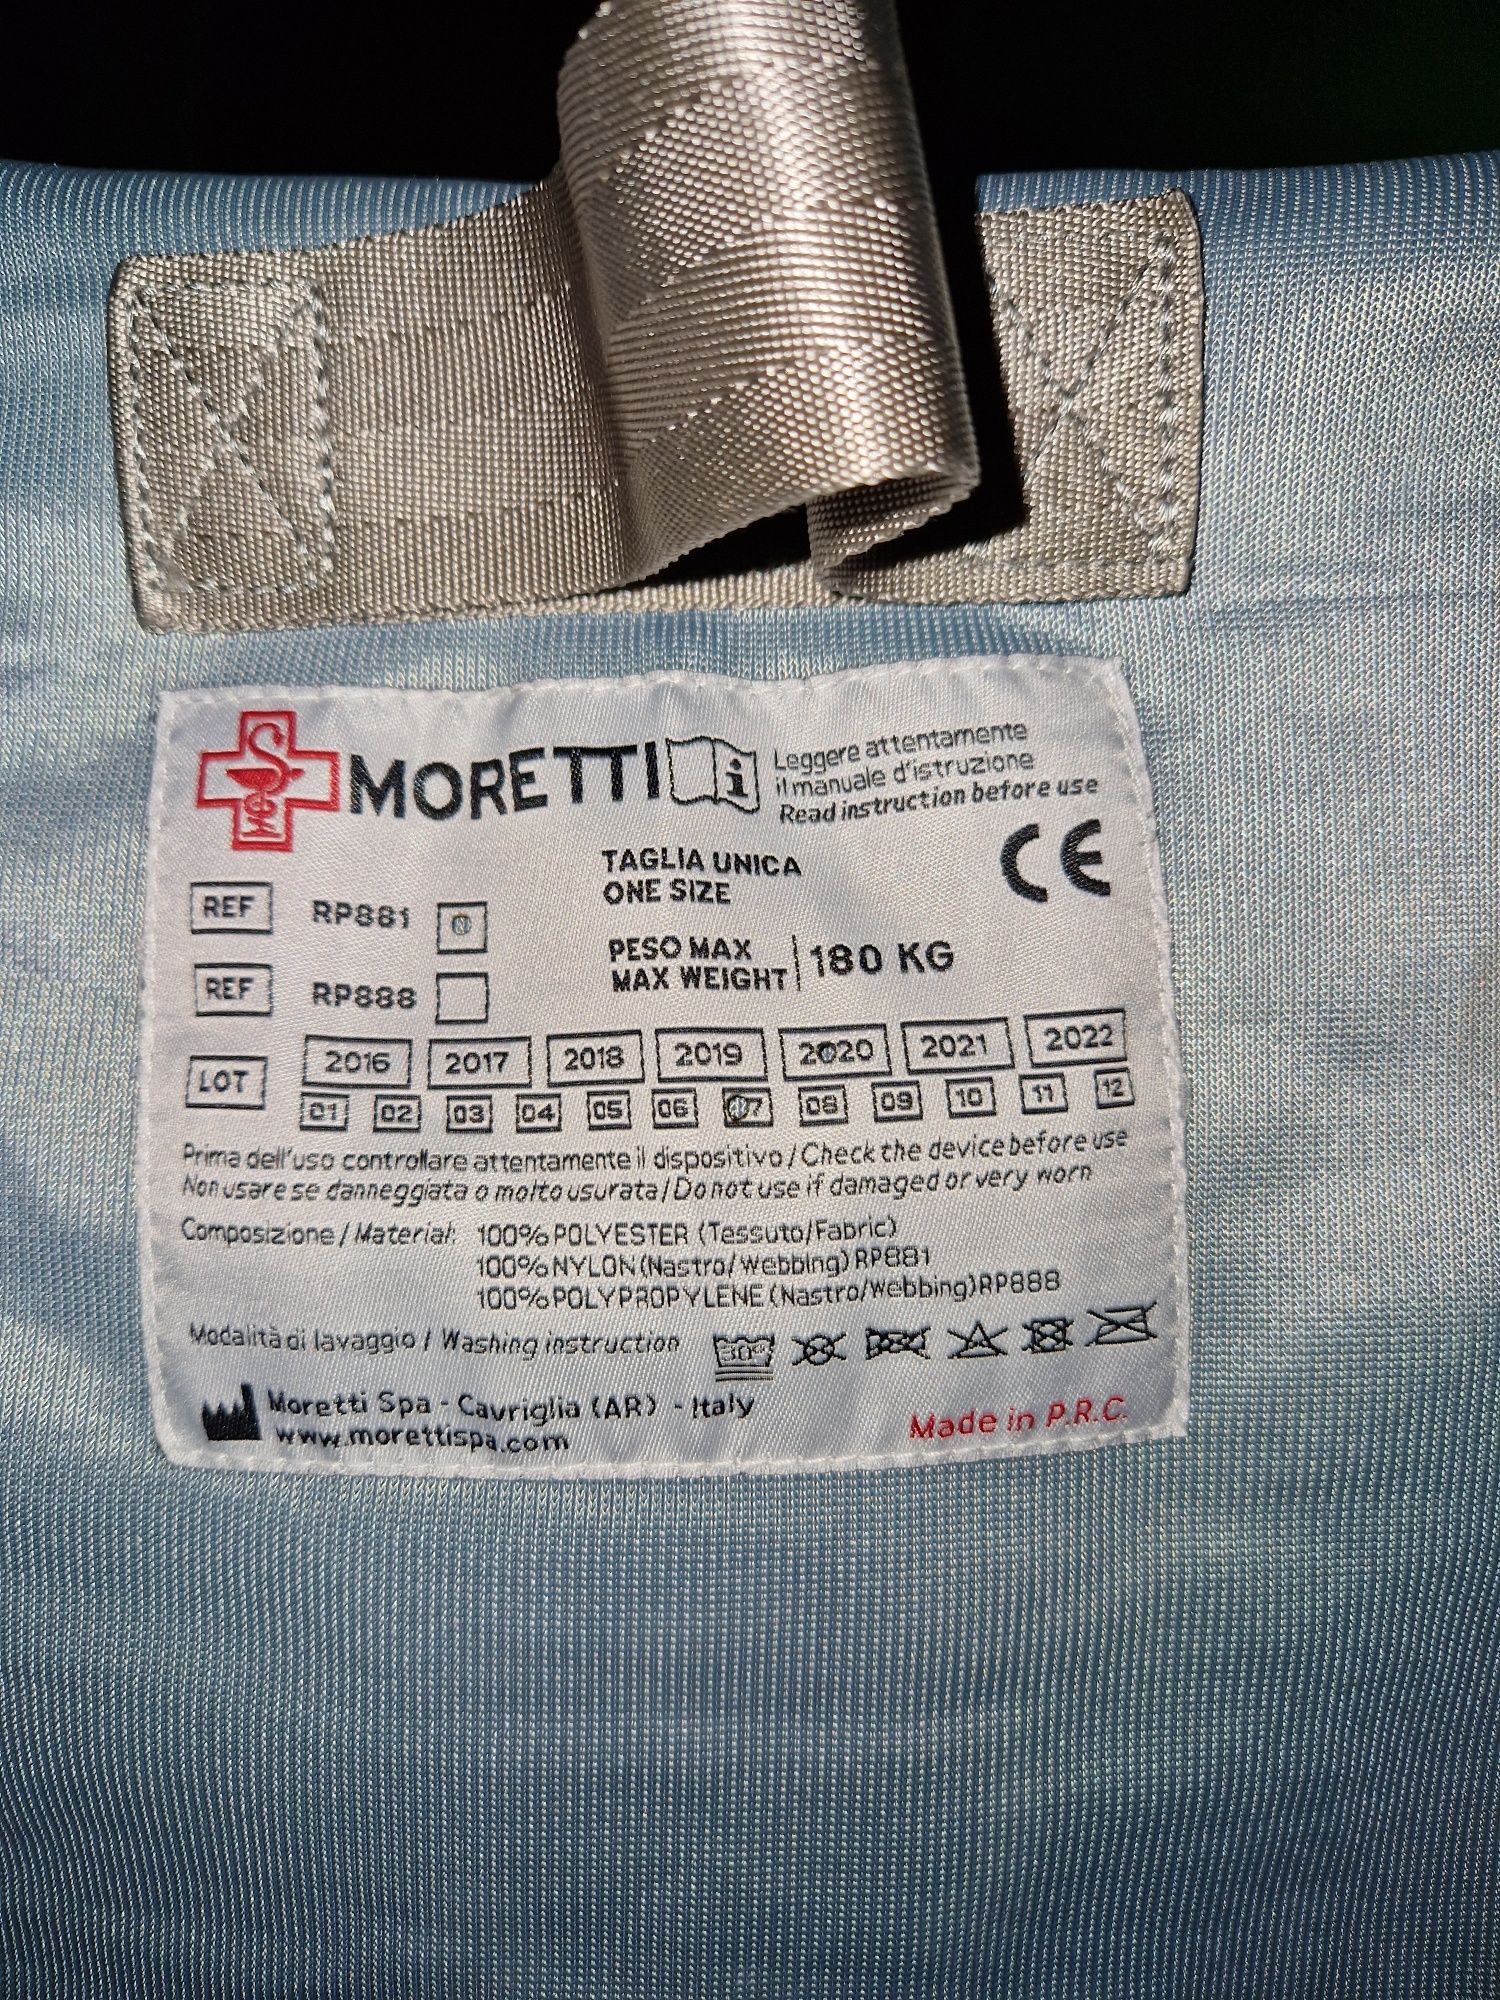 MORETTI
Leggere attentamente
il manuale d'istruzione
Read instruction before use
CE
TAGLIA UNICA
ONE SIZE
REF RP881
PESO MAX
MAX WEIGHT 180 KG
REF RP888
LOT 2016 2017 2018 2019 2020 2021 2022
01 02 03 04 05 06 07 08 09 10 11 12
Prima dell'uso controllare attentamente il dispositivo / Check the device before use
Non usare se danneggiata o molto usurata / Do not use if damaged or very worn
Composizione / Material: 100% POLYESTER (Tessuto/Fabric)
100% NYLON (Nastro/Webbing) RP881
100% POLYPROPYLENE (Nastro/Webbing) RP888
Modalità di lavaggio / Washing instruction 30°
Moretti Spa - Cavriglia (AR) - Italy
www.morettispa.com
Made in P.R.C.